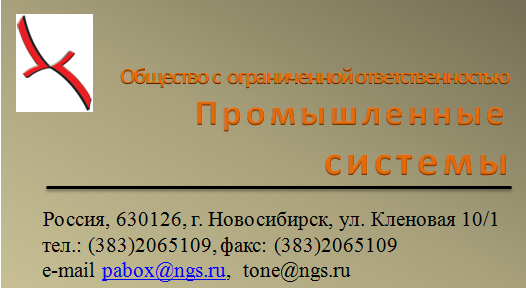 Общество с ограниченной ответственностью
Промышленные
системы
Россия, 630126, г. Новосибирск, ул. Кленовая 10/1
тел.: (383)2065109, факс: (383)2065109
e-mail pabox@ngs.ru, tone@ngs.ru